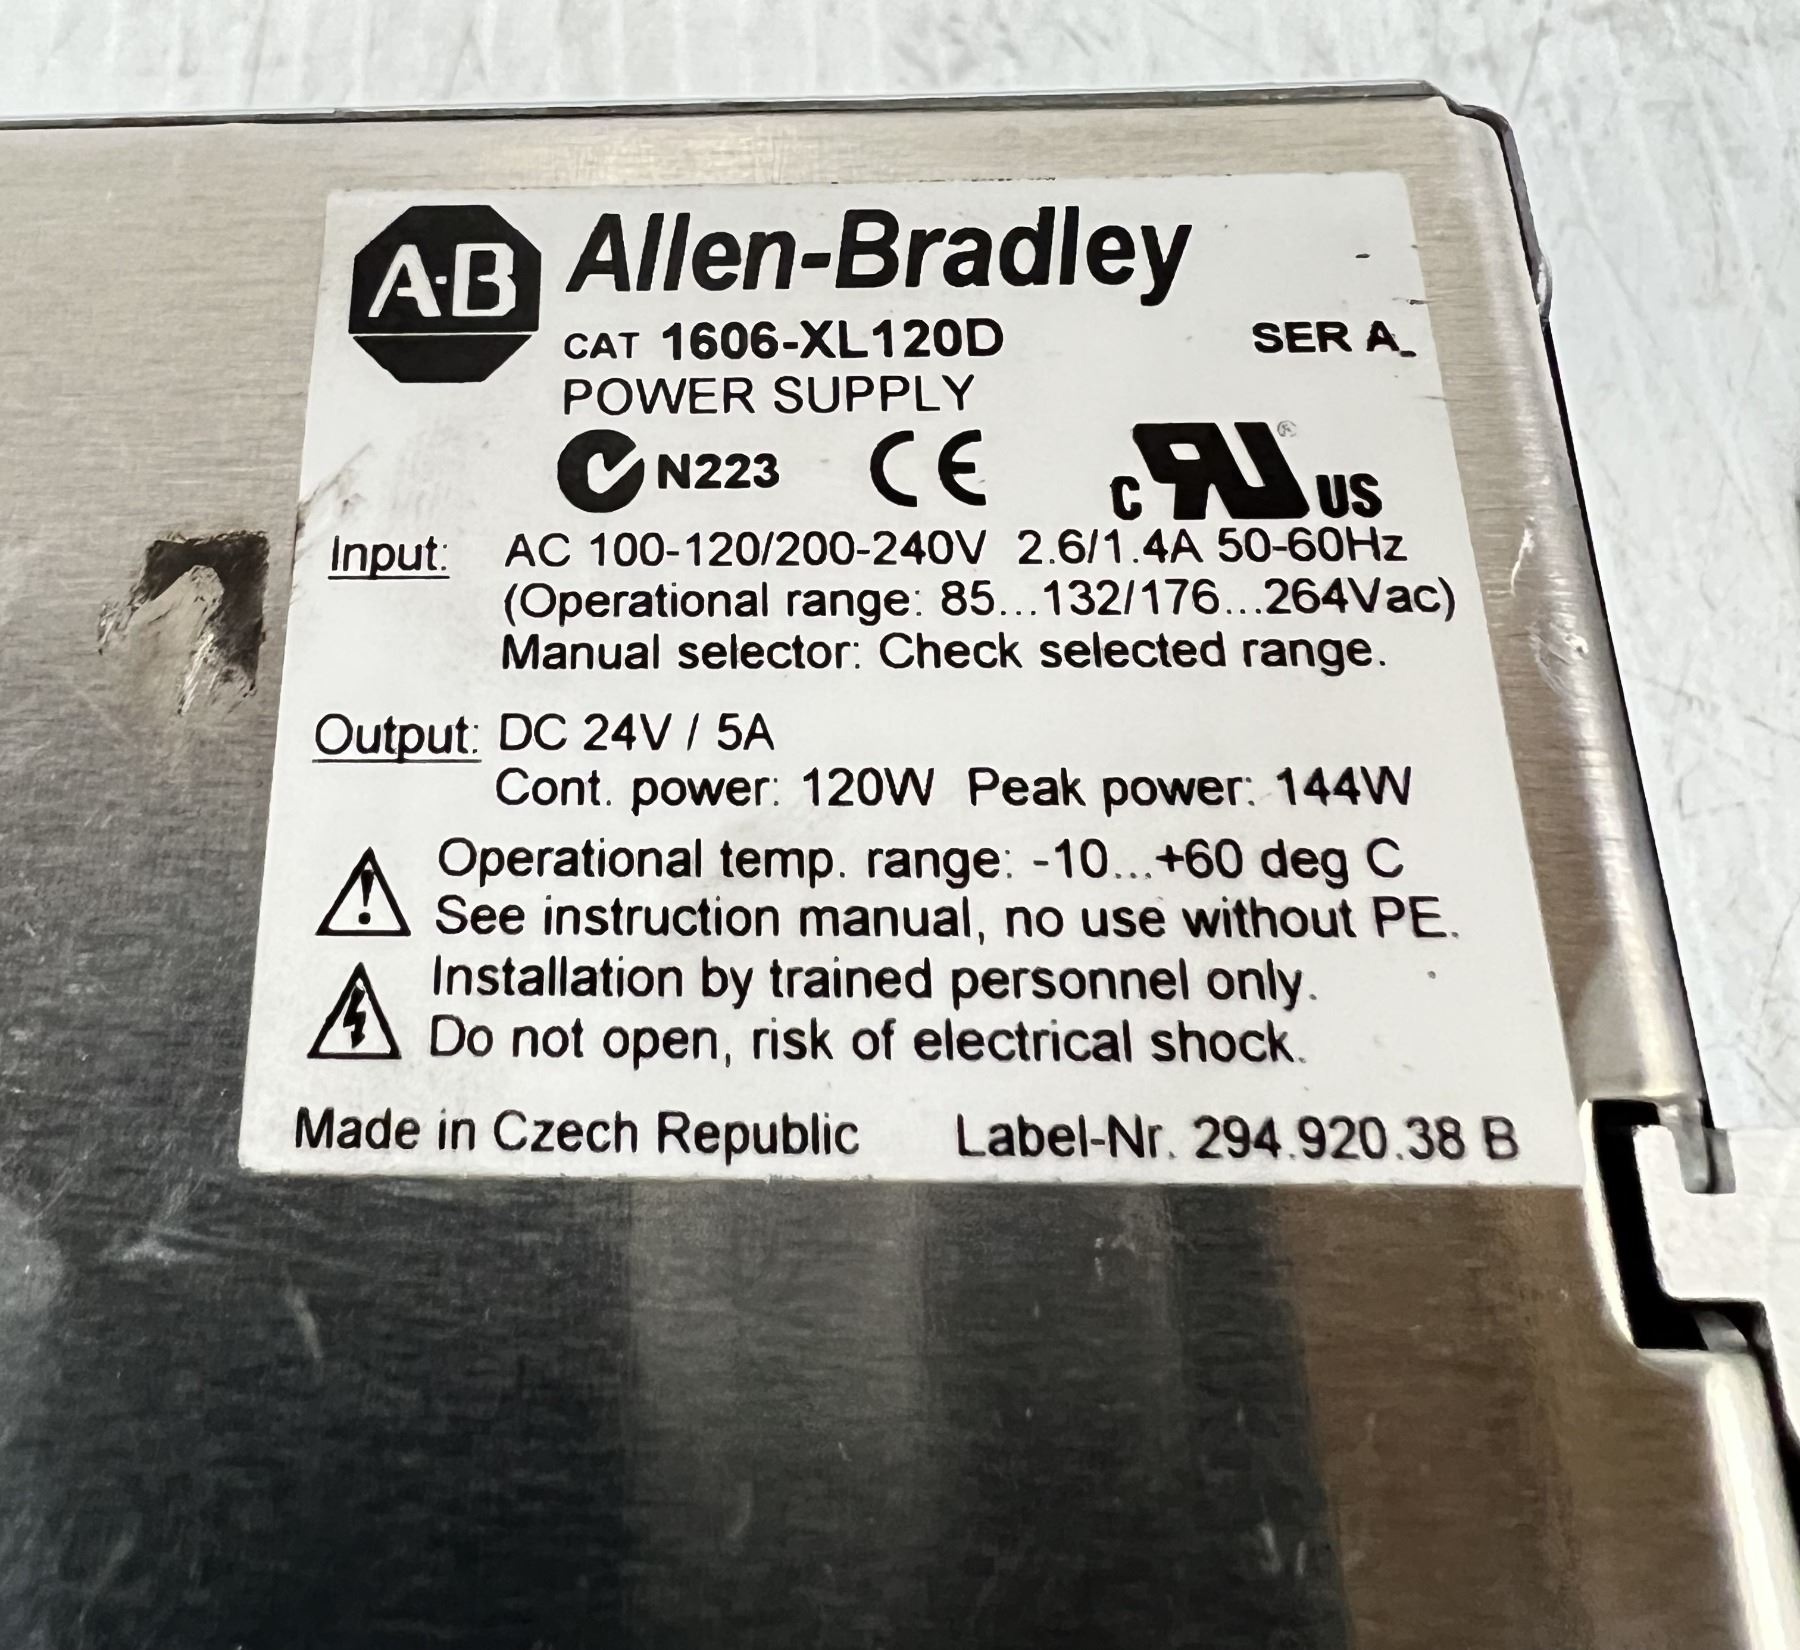 A-B Allen-Bradley
CAT 1606-XL120D SER A
POWER SUPPLY
N223 CE c RU ® US
Input: AC 100-120/200-240V 2.6/1.4A 50-60Hz
(Operational range: 85...132/176...264Vac)
Manual selector: Check selected range.
Output: DC 24V / 5A
Cont. power: 120W Peak power: 144W
Operational temp. range: -10...+60 deg C
See instruction manual, no use without PE.
Installation by trained personnel only.
Do not open, risk of electrical shock.
Made in Czech Republic Label-Nr. 294.920.38 B